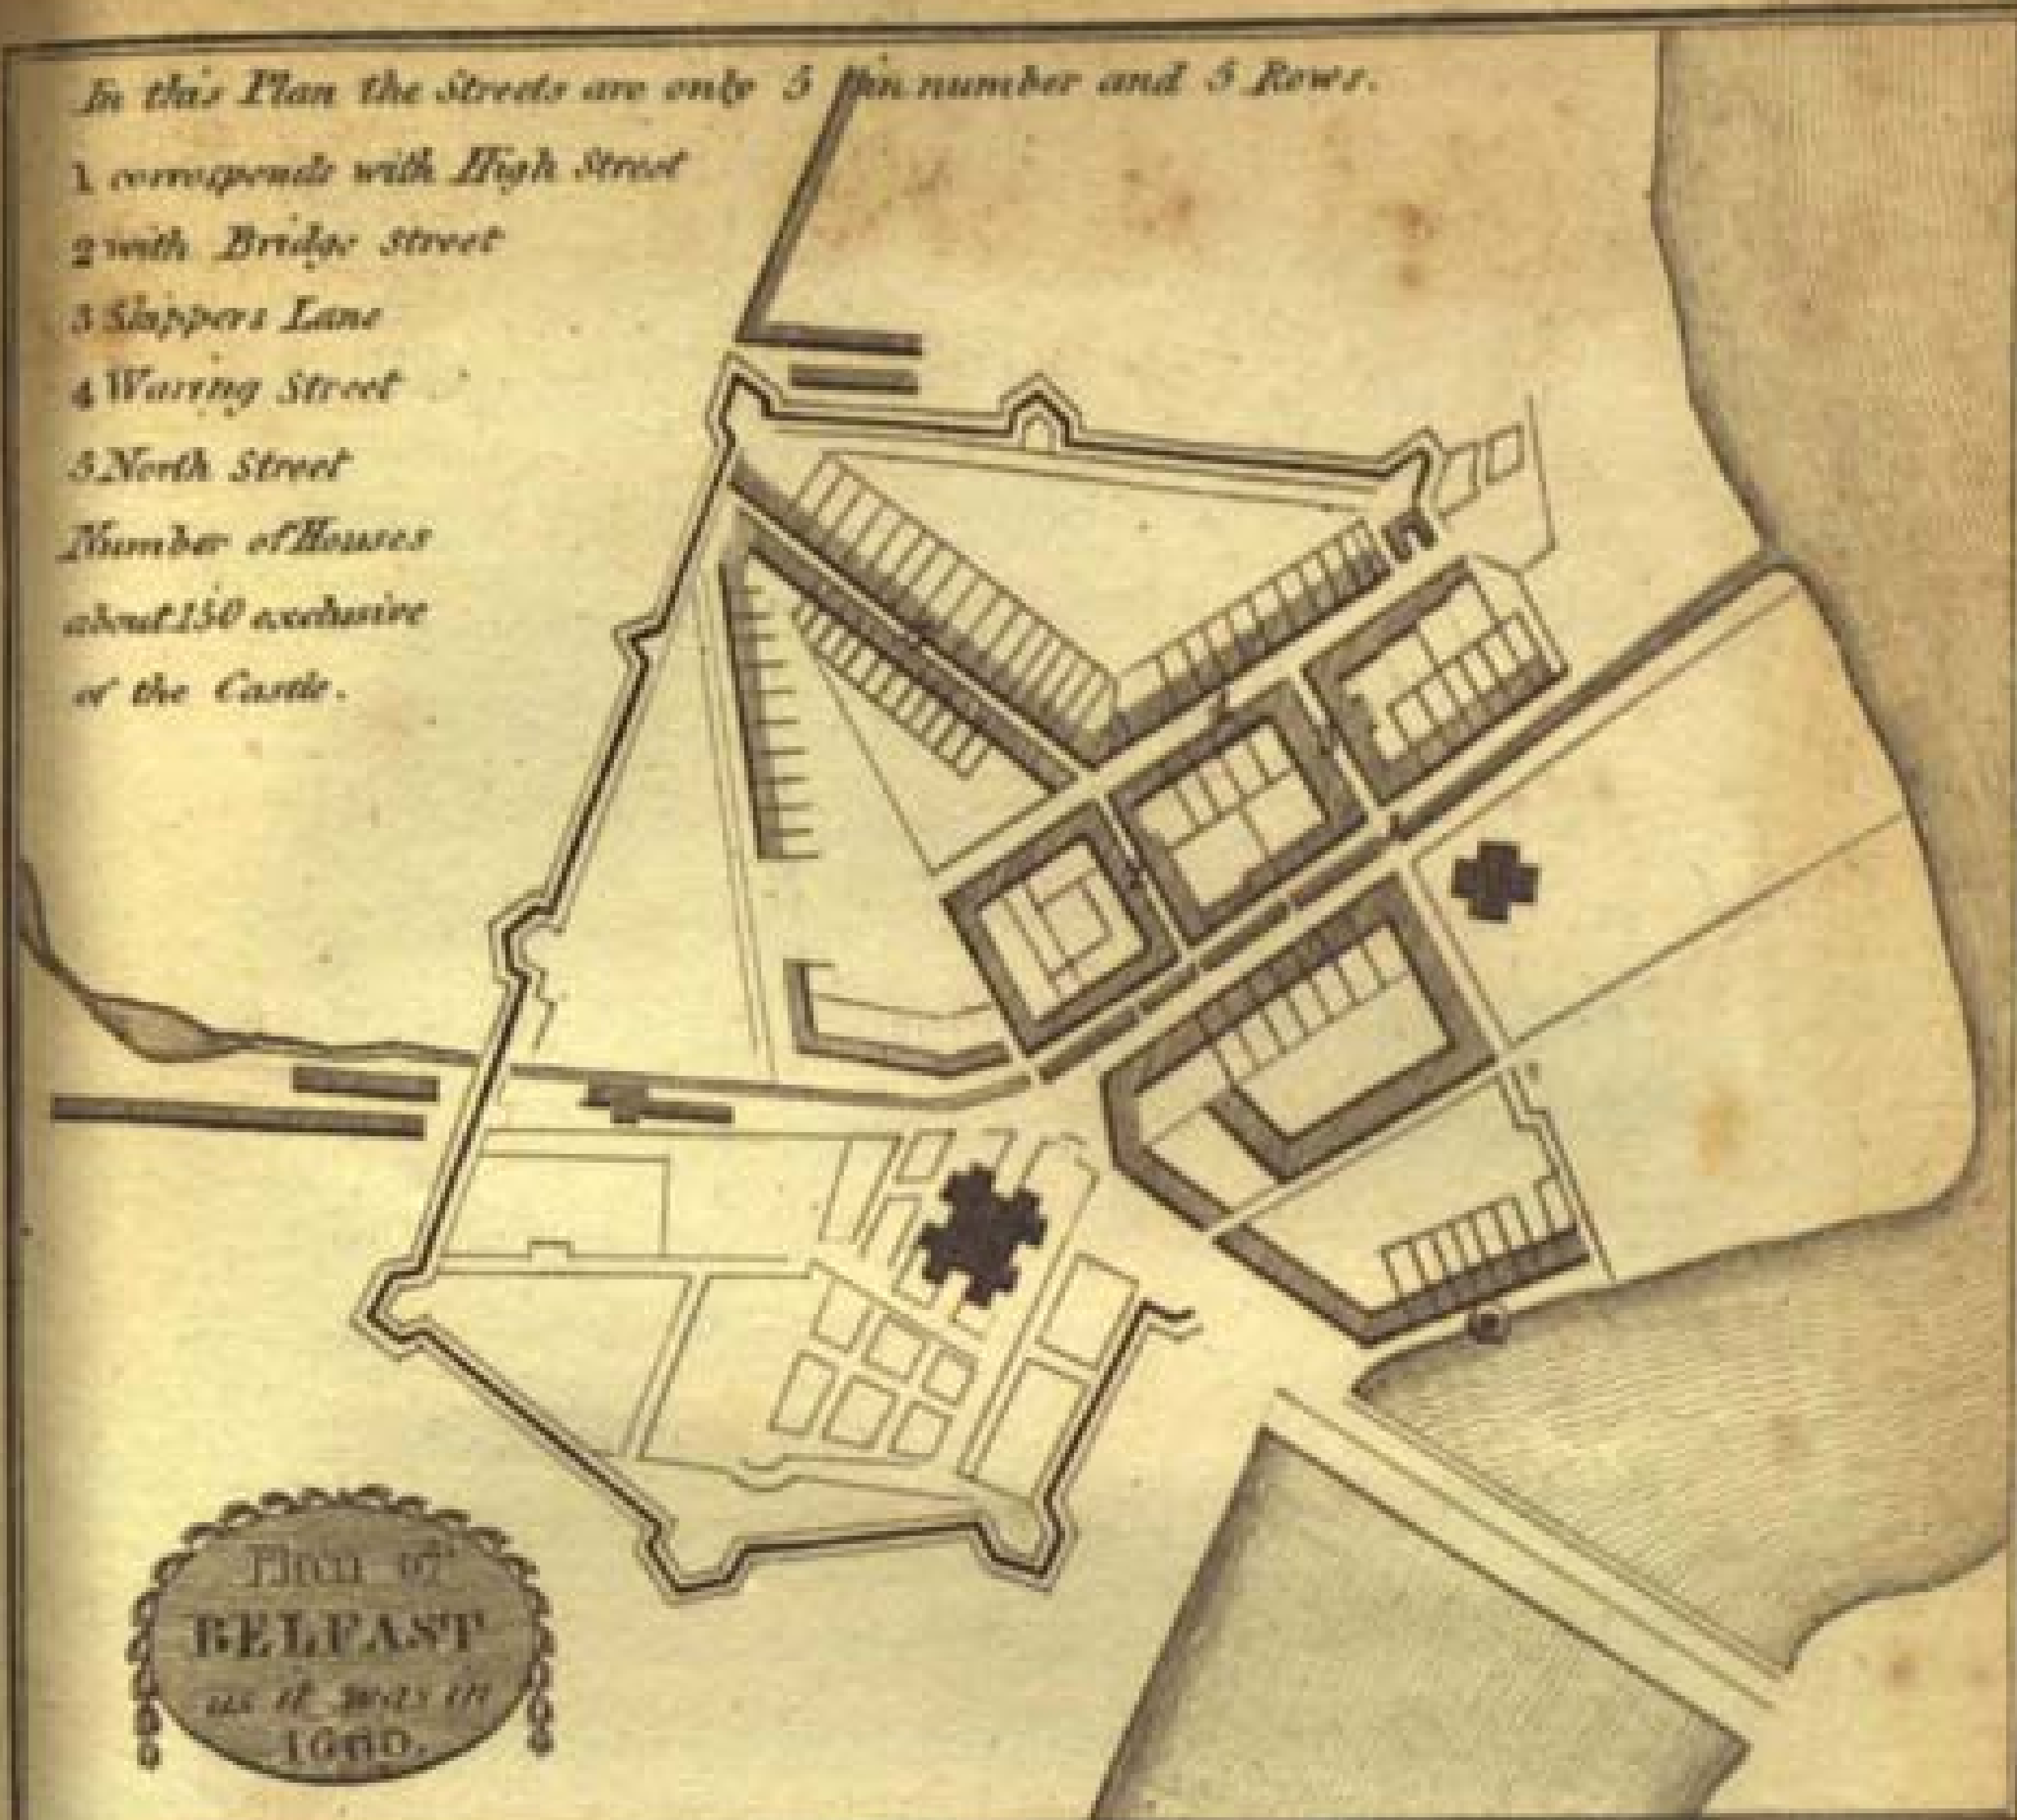 In this Plan the Streets are only 5 in number and 5 Rows.
1 corresponds with High Street
2 with Bridge Street
3 Skippers Lane
4 Waring Street
5 North Street
Number of Houses
about 150 exclusive
of the Castle.
Plan of
BELFAST
as it was in
1660.